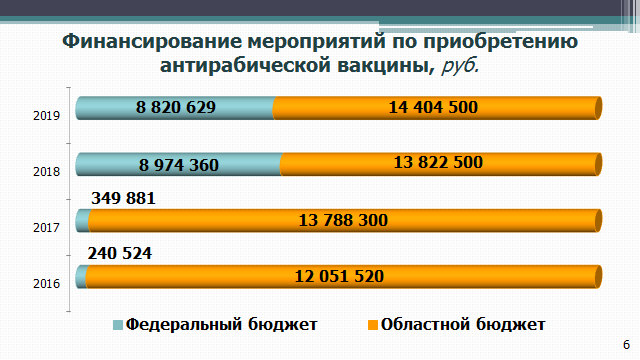 Финансирование мероприятий по приобретению
антирабической вакцины, руб.
2019
8 820 629
14 404 500
2018
8 974 360
13 822 500
349 881
2017
13 788 300
240 524
2016
12 051 520
Федеральный бюджет
Областной бюджет
6